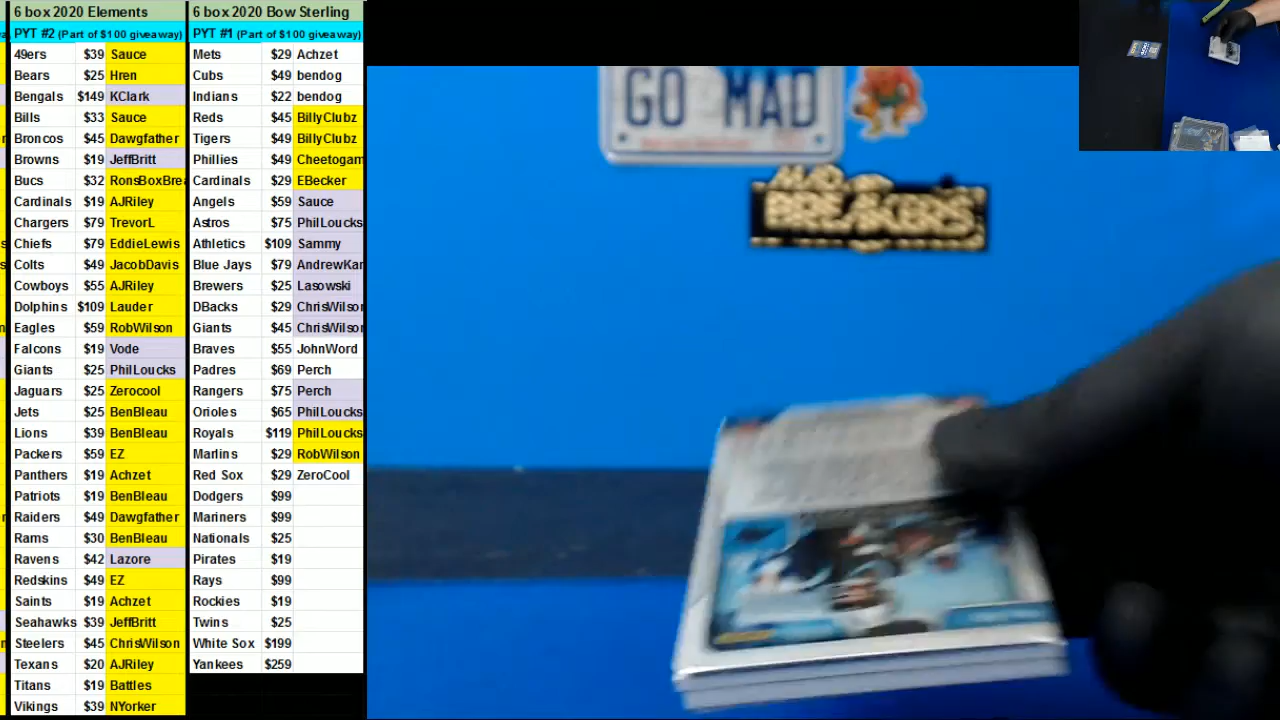 6 box 2020 Elements
PYT #2 (Part of $100 giveaway)
49ers $39 Sauce
Bears $25 Hren
Bengals $149 KClark
Bills $33 Sauce
Broncos $45 Dawgfather
Browns $19 JeffBritt
Bucs $32 RonsBoxBrea
Cardinals $19 AJRiley
Chargers $79 TrevorL
Chiefs $79 EddieLewis
Colts $49 JacobDavis
Cowboys $55 AJRiley
Dolphins $109 Lauder
Eagles $59 RobWilson
Falcons $19 Vode
Giants $25 PhilLoucks
Jaguars $25 Zerocool
Jets $25 BenBleau
Lions $39 BenBleau
Packers $59 EZ
Panthers $19 Achzet
Patriots $19 BenBleau
Raiders $49 Dawgfather
Rams $30 BenBleau
Ravens $42 Lazore
Redskins $49 EZ
Saints $19 Achzet
Seahawks $39 JeffBritt
Steelers $45 ChrisWilson
Texans $20 AJRiley
Titans $19 Battles
Vikings $39 NYorker
6 box 2020 Bow Sterling
PYT #1 (Part of $100 giveaway)
Mets $29 Achzet
Cubs $49 bendog
Indians $22 bendog
Reds $45 BillyClubz
Tigers $49 BillyClubz
Phillies $49 Cheetogam
Cardinals $29 EBecker
Angels $59 Sauce
Astros $75 PhilLoucks
Athletics $109 Sammy
Blue Jays $79 AndrewKar
Brewers $25 Lasowski
DBacks $29 ChrisWilson
Giants $45 ChrisWilson
Braves $55 JohnWord
Padres $69 Perch
Rangers $75 Perch
Orioles $65 PhilLoucks
Royals $119 PhilLoucks
Marlins $29 RobWilson
Red Sox $29 ZeroCool
Dodgers $99
Mariners $99
Nationals $25
Pirates $19
Rays $99
Rockies $19
Twins $25
White Sox $199
Yankees $259
GO MAD
MAD
BREAKERS